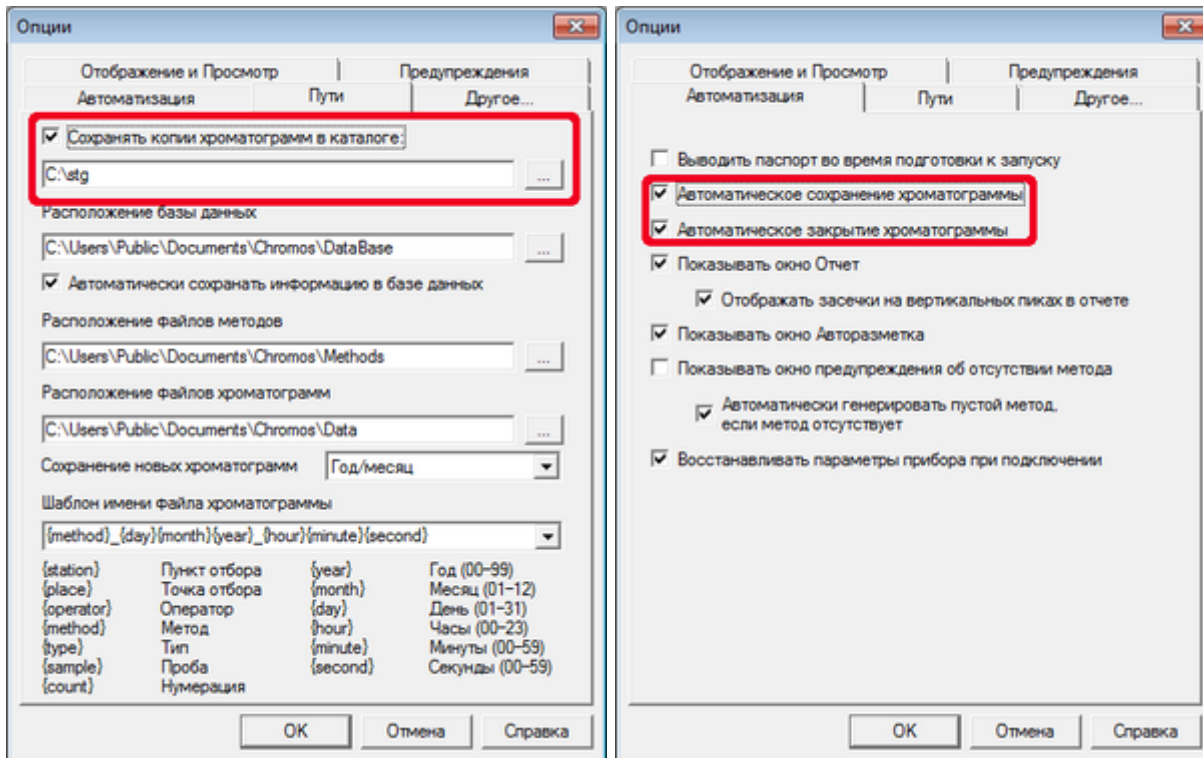 Опции
Отображение и Просмотр Предупреждения
Автоматизация Пути Другое...
Сохранять копии хроматограмм в каталоге:
C:\stg ...
Расположение базы данных
C:\Users\Public\Documents\Chromos\DataBase ...
Автоматически сохранать информацию в базе данных
Расположение файлов методов
C:\Users\Public\Documents\Chromos\Methods ...
Расположение файлов хроматограмм
C:\Users\Public\Documents\Chromos\Data ...
Сохранение новых хроматограмм Год/месяц
Шаблон имени файла хроматограммы
{method}_{day}{month}{year}_{hour}{minute}{second}
{station} Пункт отбора {year} Год (00-99)
{place} Точка отбора {month} Месяц (01-12)
{operator} Оператор {day} День (01-31)
{method} Метод {hour} Часы (00-23)
{type} Тип {minute} Минуты (00-59)
{sample} Проба {second} Секунды (00-59)
{count} Нумерация
OK Отмена Справка
Опции
Отображение и Просмотр Предупреждения
Автоматизация Пути Другое...
Выводить паспорт во время подготовки к запуску
Автоматическое сохранение хроматограммы
Автоматическое закрытие хроматограммы
Показывать окно Отчет
Отображать засечки на вертикальных пиках в отчете
Показывать окно Авторазметка
Показывать окно предупреждения об отсутствии метода
Автоматически генерировать пустой метод,
если метод отсутствует
Восстанавливать параметры прибора при подключении
OK Отмена Справка